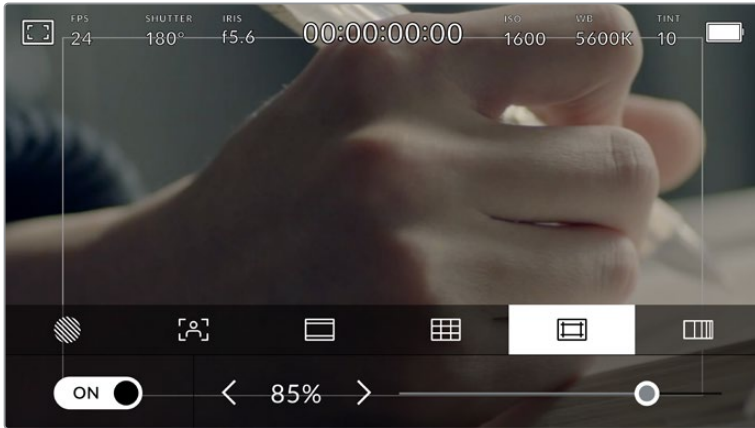 FPS SHUTTER IRIS ISO WB TINT
24 180° f5.6 00:00:00:00 1600 5600K 10
ON 85%